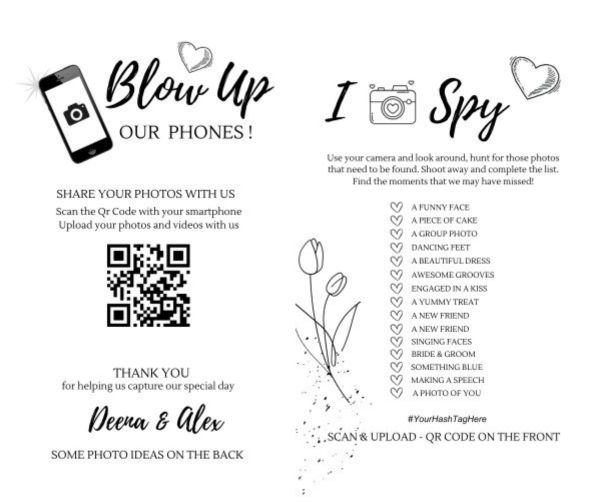 Blow Up
OUR PHONES !
SHARE YOUR PHOTOS WITH US
Scan the Qr Code with your smartphone
Upload your photos and videos with us
THANK YOU
for helping us capture our special day
Deena & Alex
SOME PHOTO IDEAS ON THE BACK
I Spy
Use your camera and look around, hunt for those photos
that need to be found. Shoot away and complete the list.
Find the moments that we may have missed!
A FUNNY FACE
A PIECE OF CAKE
A GROUP PHOTO
DANCING FEET
A BEAUTIFUL DRESS
AWESOME GROOVES
ENGAGED IN A KISS
A YUMMY TREAT
A NEW FRIEND
A NEW FRIEND
SINGING FACES
BRIDE & GROOM
SOMETHING BLUE
MAKING A SPEECH
A PHOTO OF YOU
#YourHashTagHere
SCAN & UPLOAD - QR CODE ON THE FRONT